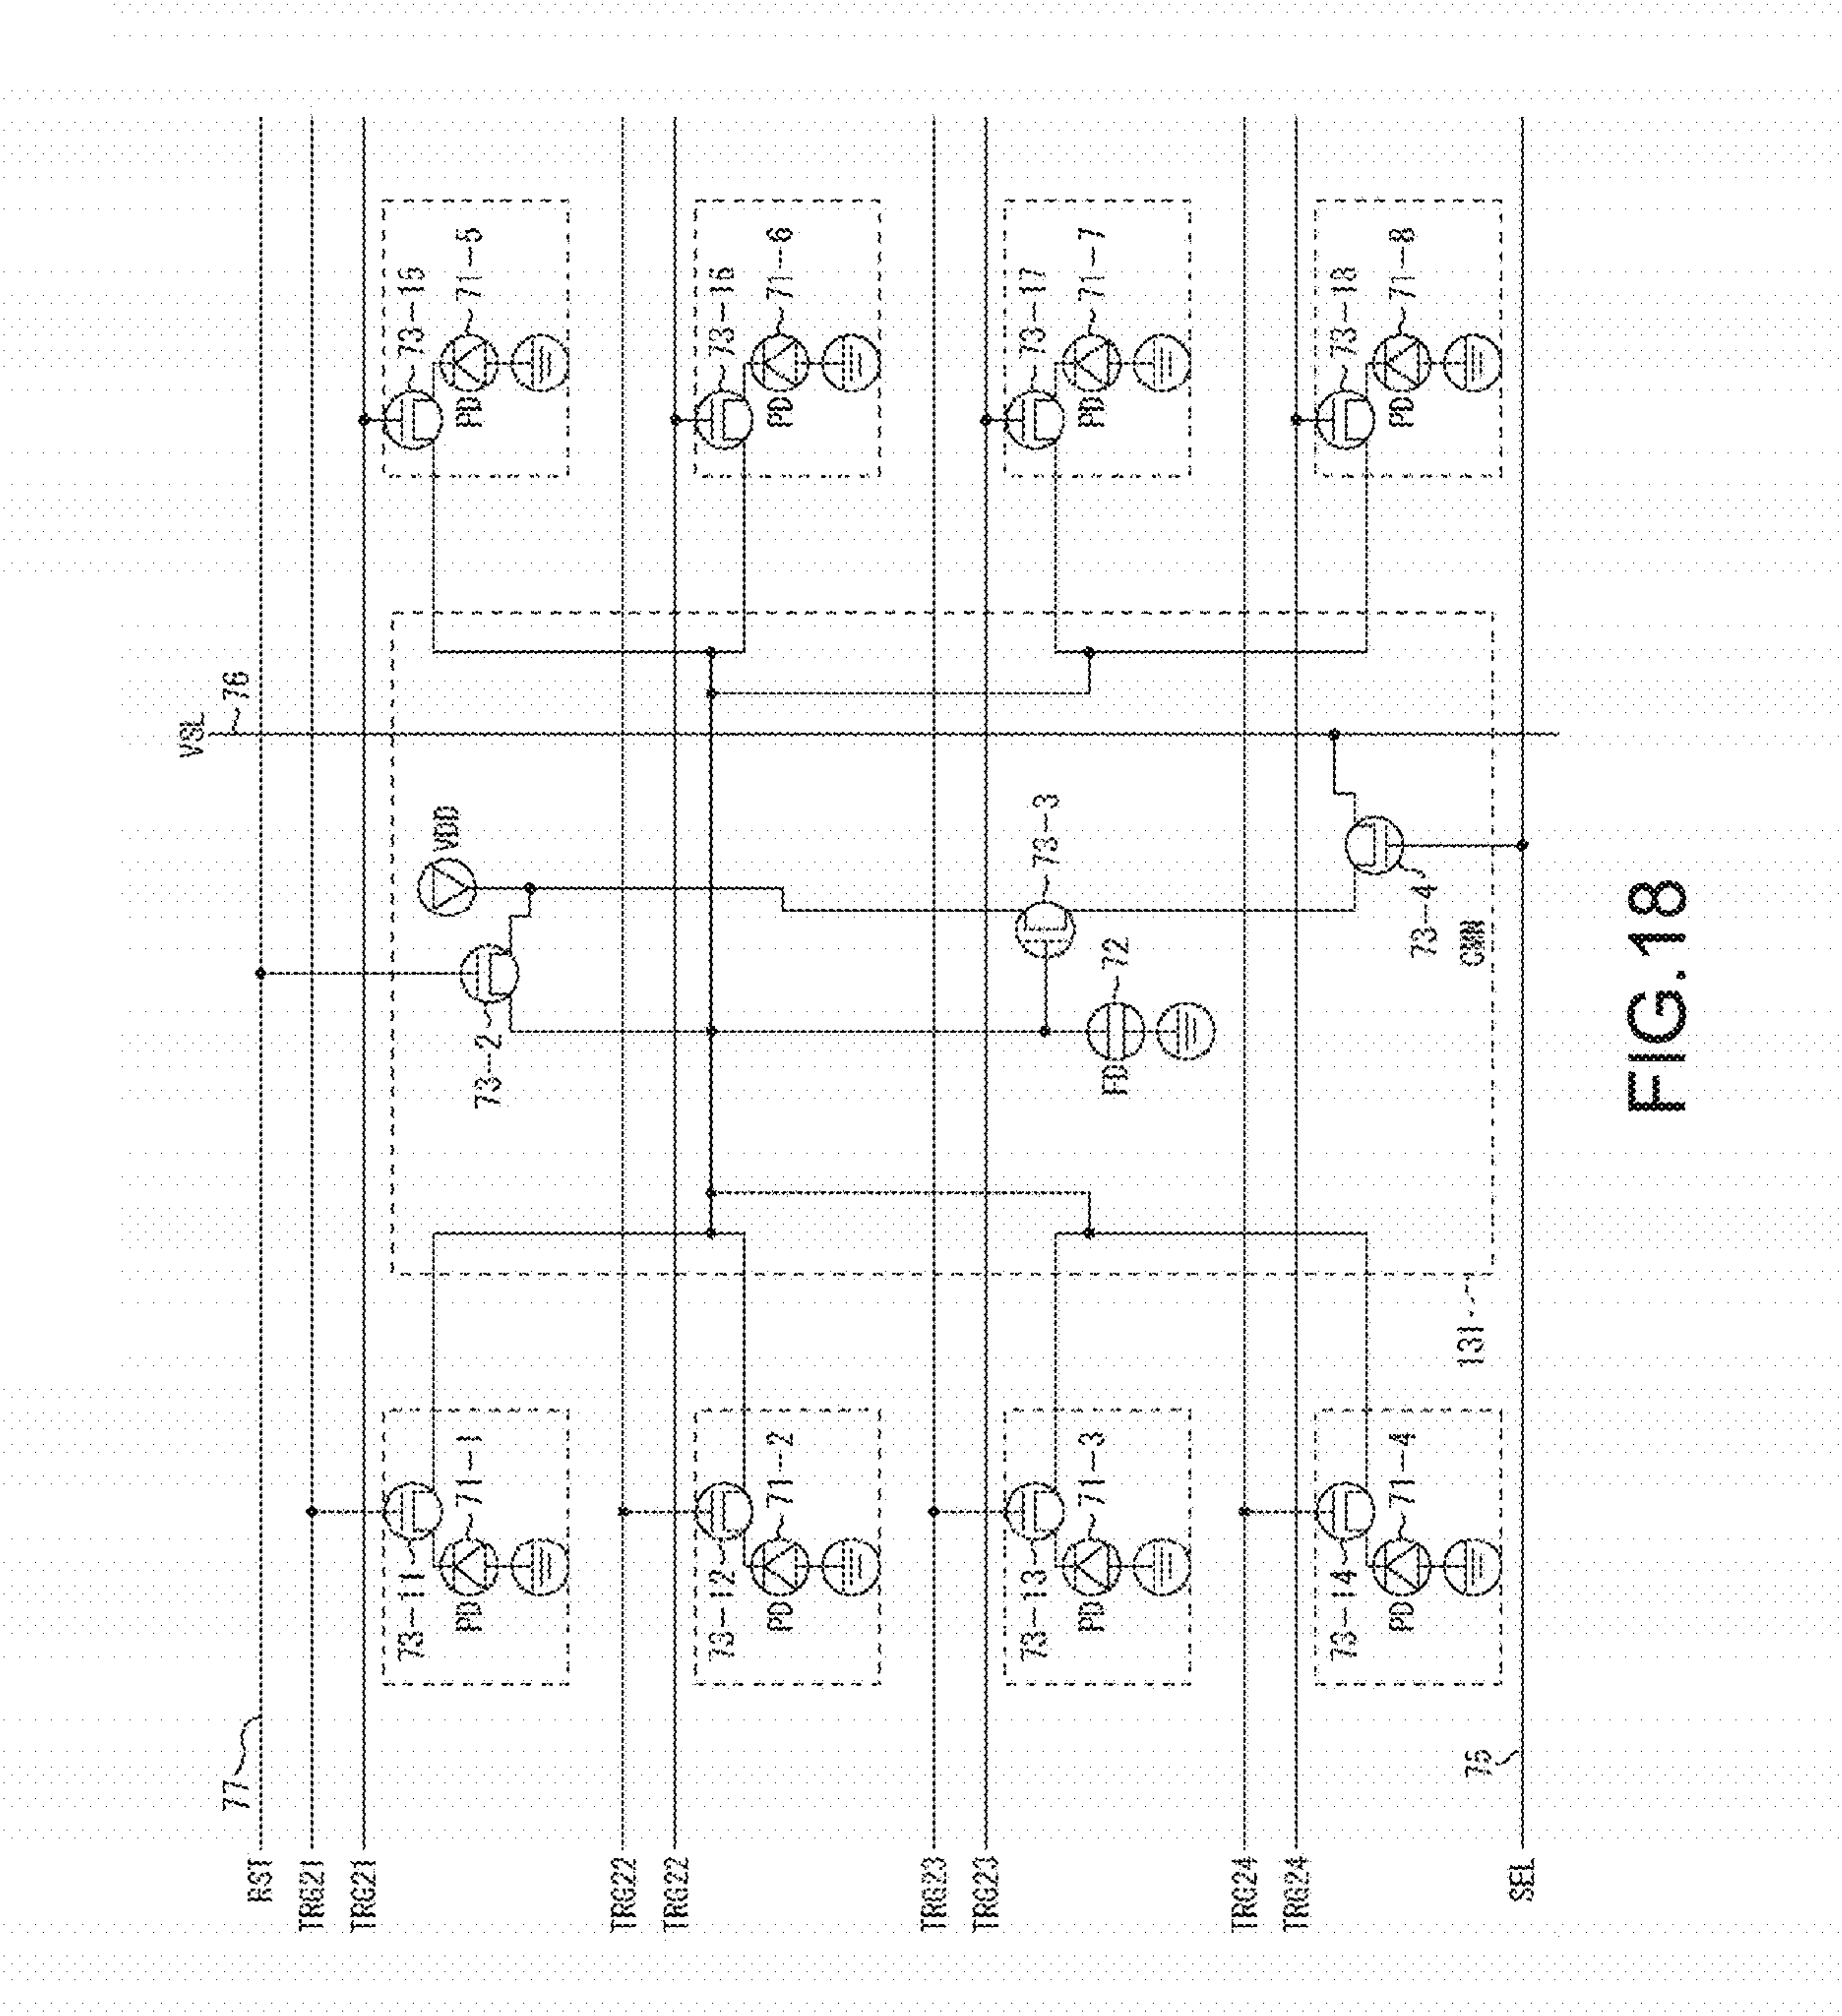 VSL
77
76
RST
TRG21
TRG21
73-11
73-15
VDD
PD
71-1
PD
71-5
73-2
TRG22
TRG22
73-12
73-16
PD
71-2
PD
71-6
TRG23
TRG23
73-13
73-3
73-17
PD
71-3
FD
72
PD
71-7
TRG24
TRG24
73-14
73-18
PD
71-4
73-4
PD
71-8
131
CMN
75
SEL
FIG.18